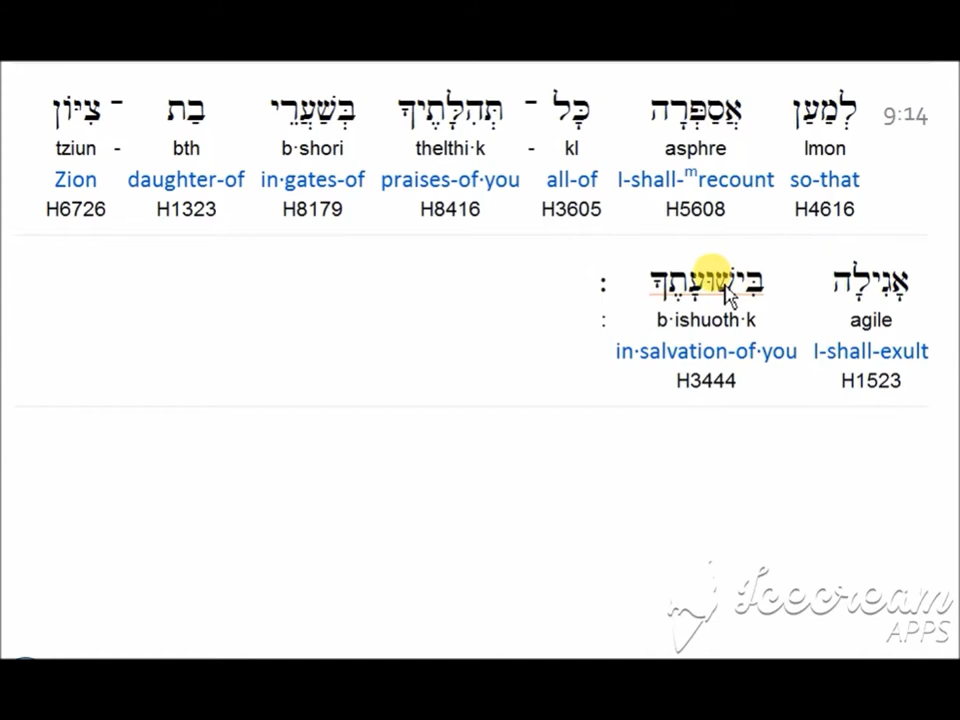 9:14 לְמַעַן אֲסַפְּרָה כָּל ־ תְּהִלָּתֶיךָ בְּשַׁעֲרֵי בַת ־ צִיּוֹן
tziun - bth b·shori thelthi·k - kl asphre lmon
Zion daughter-of in·gates-of praises-of·you all-of I-shall-ᵐrecount so-that
H6726 H1323 H8179 H8416 H3605 H5608 H4616
אָגִילָה בִּישׁוּעָתֶךָ :
: b·ishuoth·k agile
in·salvation-of·you I-shall-exult
H3444 H1523
Icecream
APPS